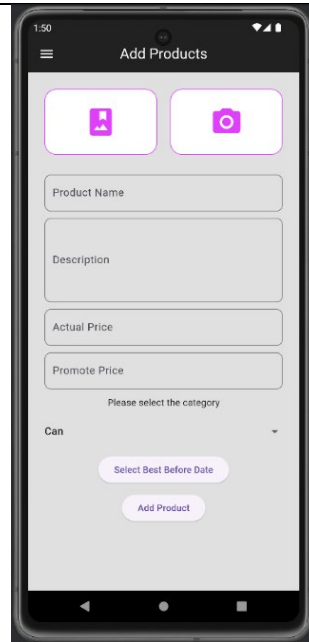 1:50
Add Products
Product Name
Description
Actual Price
Promote Price
Please select the category
Can
Select Best Before Date
Add Product